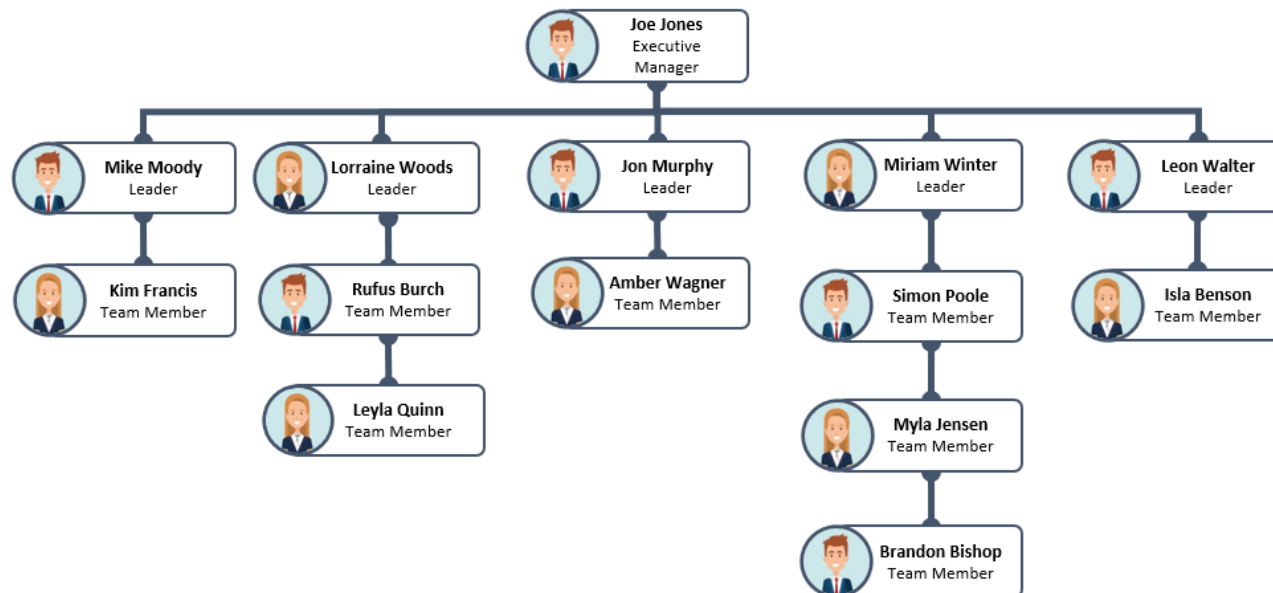 Joe Jones
Executive
Manager
Mike Moody
Leader
Lorraine Woods
Leader
Jon Murphy
Leader
Miriam Winter
Leader
Leon Walter
Leader
Kim Francis
Team Member
Rufus Burch
Team Member
Amber Wagner
Team Member
Simon Poole
Team Member
Isla Benson
Team Member
Leyla Quinn
Team Member
Myla Jensen
Team Member
Brandon Bishop
Team Member